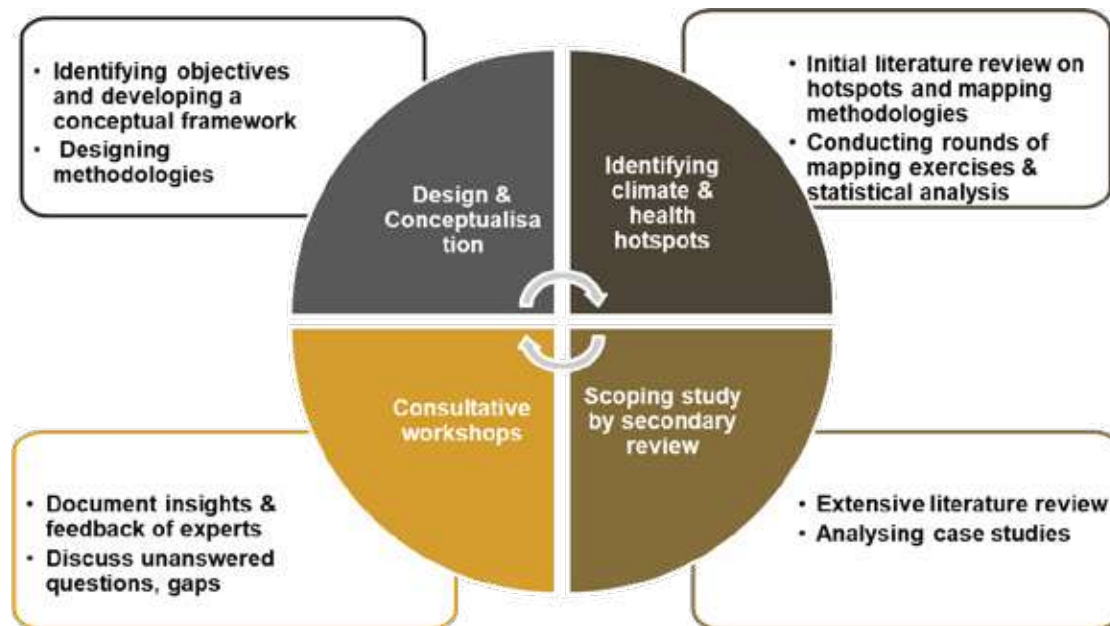 • Identifying objectives
and developing a
conceptual framework
• Designing
methodologies
Design &
Conceptualisa
tion
Identifying
climate &
health
hotspots
• Initial literature review on
hotspots and mapping
methodologies
• Conducting rounds of
mapping exercises &
statistical analysis
• Document insights &
feedback of experts
• Discuss unanswered
questions, gaps
Consultative
workshops
Scoping study
by secondary
review
• Extensive literature review
• Analysing case studies